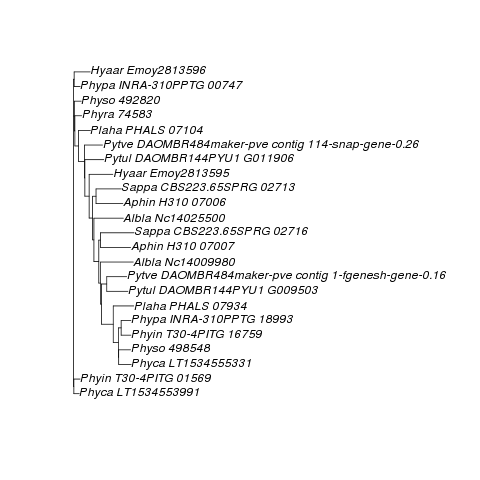 Hyaar Emoy2813596
Phypa INRA-310PPTG 00747
Physo 492820
Phyra 74583
Plaha PHALS 07104
Pytve DAOMBR484maker-pve contig 114-snap-gene-0.26
Pytul DAOMBR144PYU1 G011906
Hyaar Emoy2813595
Sappa CBS223.65SPRG 02713
Aphin H310 07006
Albla Nc14025500
Sappa CBS223.65SPRG 02716
Aphin H310 07007
Albla Nc14009980
Pytve DAOMBR484maker-pve contig 1-fgenesh-gene-0.16
Pytul DAOMBR144PYU1 G009503
Plaha PHALS 07934
Phypa INRA-310PPTG 18993
Phyin T30-4PITG 16759
Physo 498548
Phyca LT1534555331
Phyin T30-4PITG 01569
Phyca LT1534553991